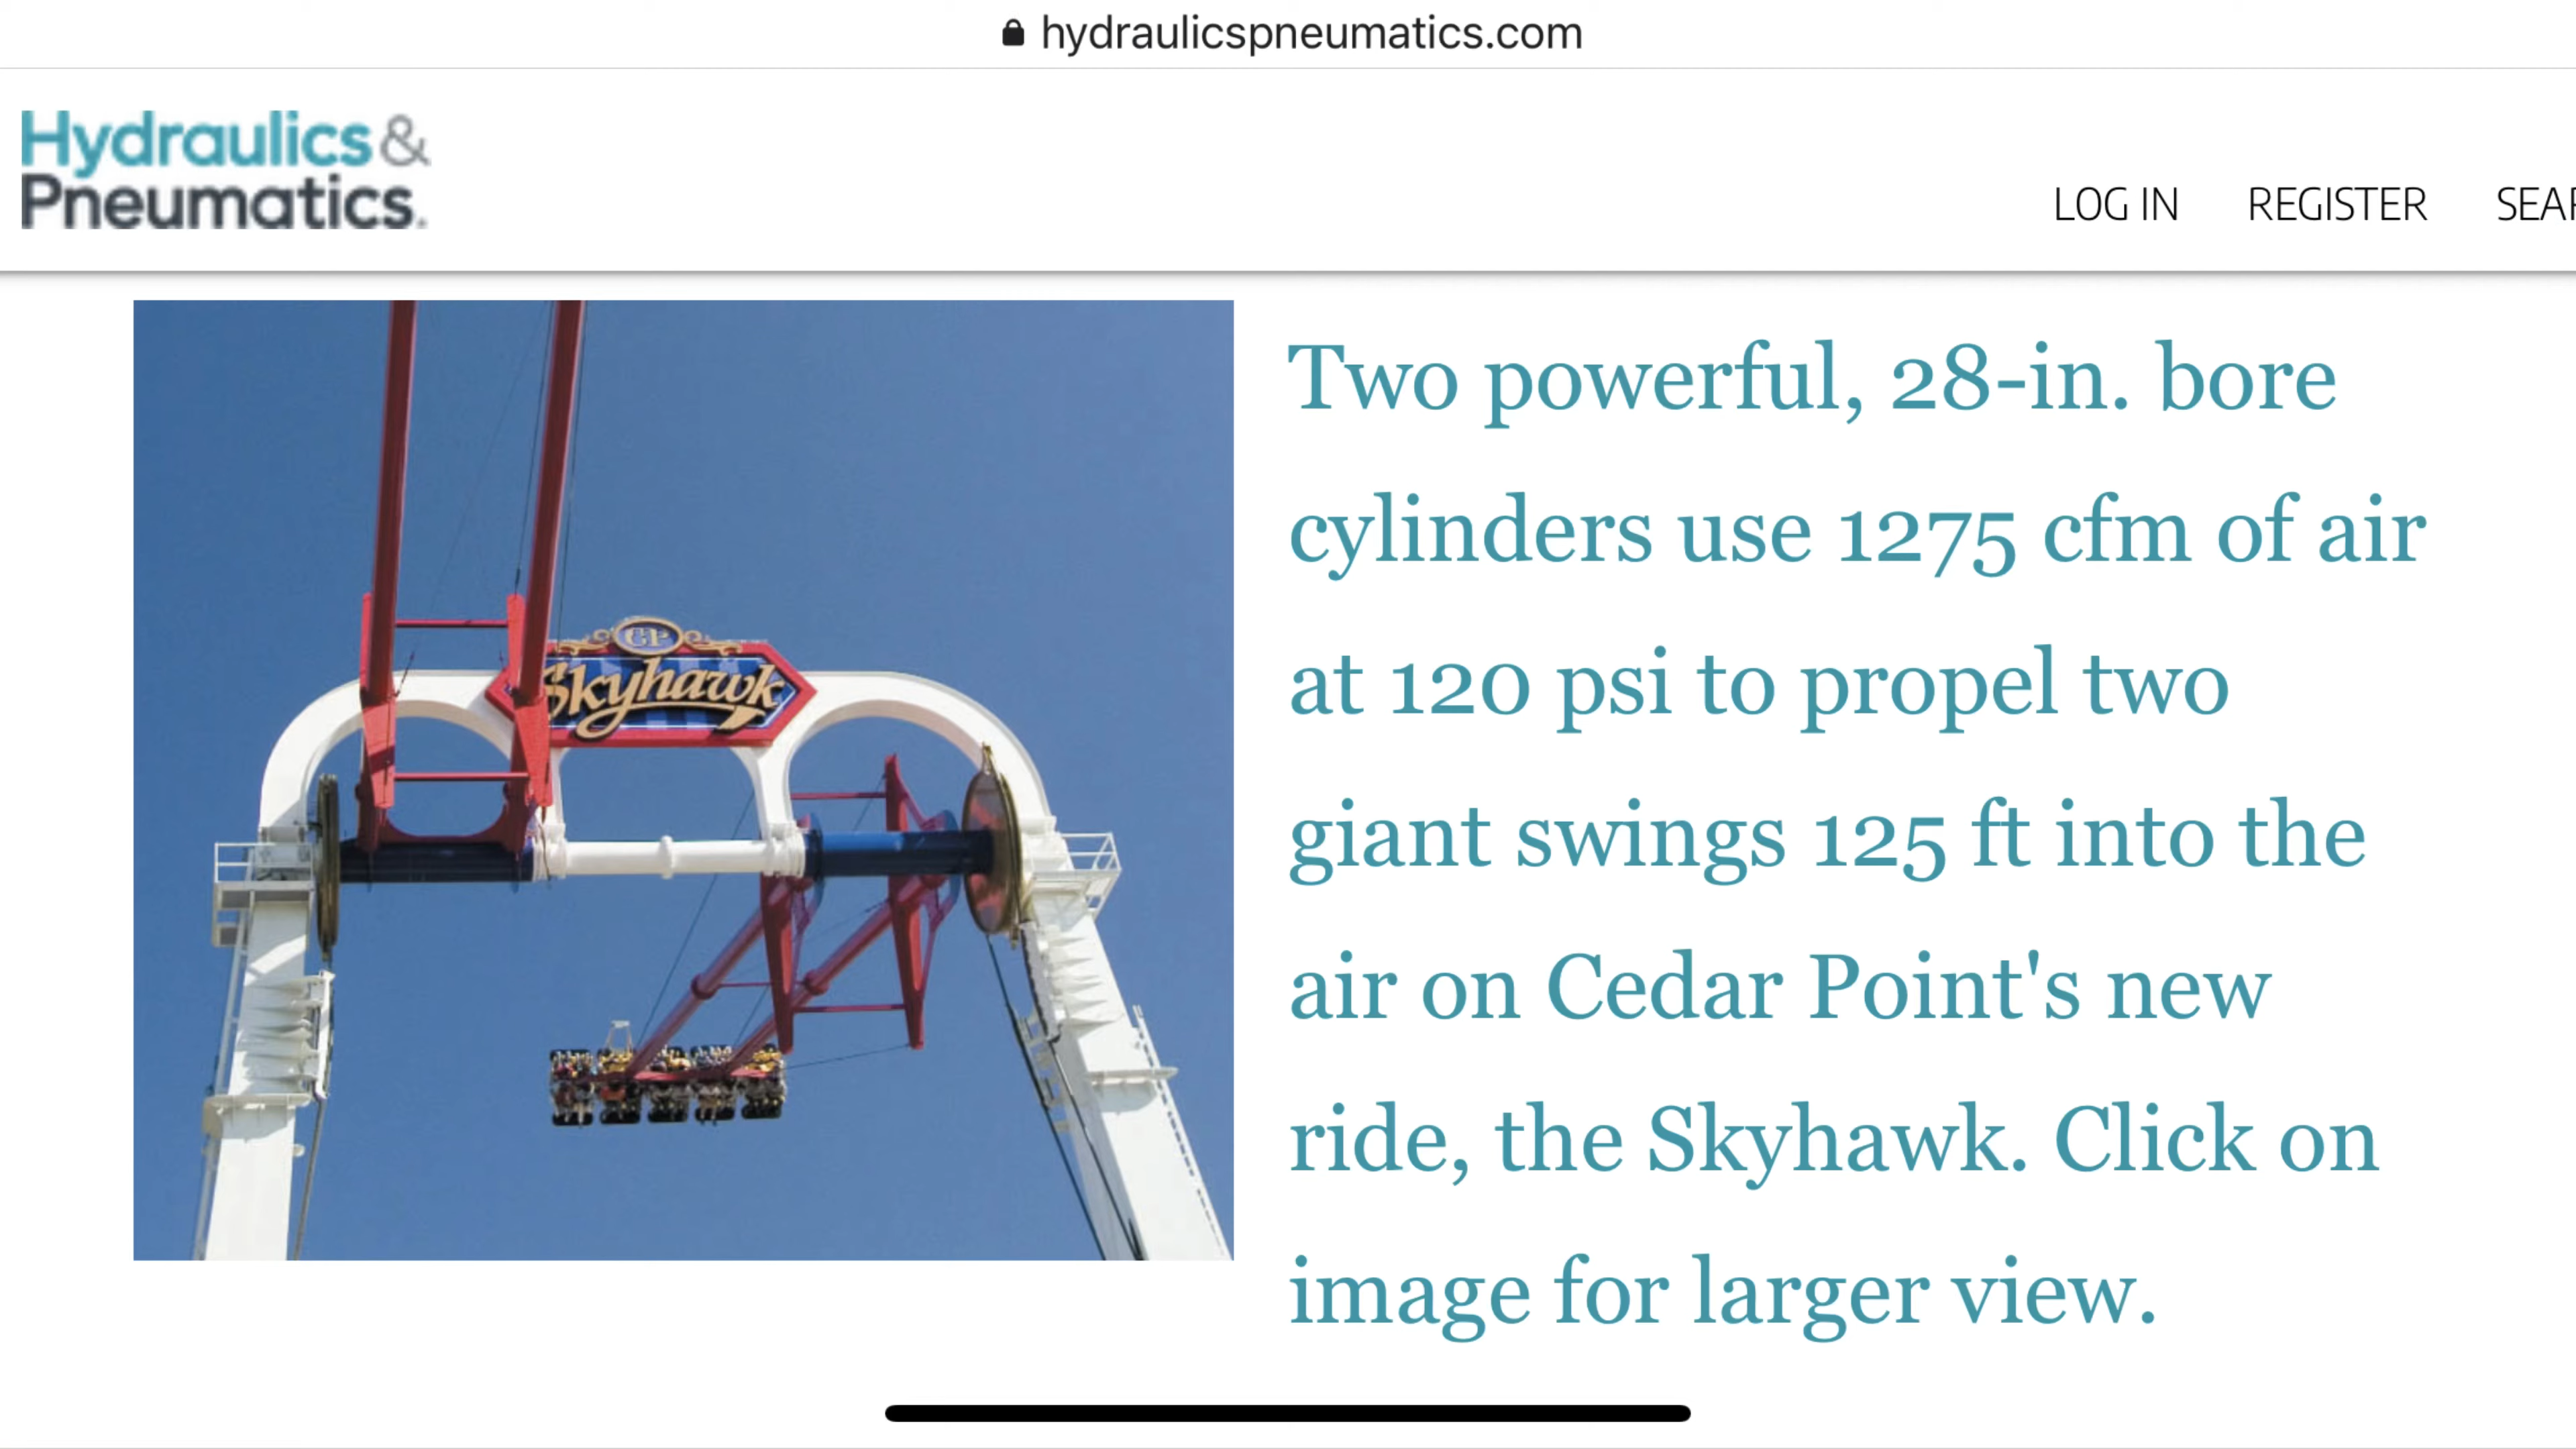 hydraulicspneumatics.com
Hydraulics&
Pneumatics.
LOG IN REGISTER SEAR
CP
Skyhawk
Two powerful, 28-in. bore
cylinders use 1275 cfm of air
at 120 psi to propel two
giant swings 125 ft into the
air on Cedar Point's new
ride, the Skyhawk. Click on
image for larger view.